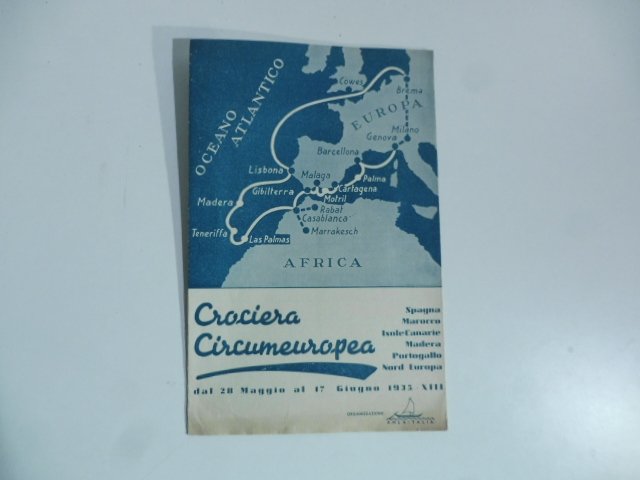 OCEANO
ATLANTICO
Cowes
Brema
EUROPA
Milano
Genova
Barcellona
Lisbona
Malaga
Palma
Gibilterra
Cartagena
Motril
Madera
Rabat
Casablanca
Teneriffa
Las Palmas
Marrakesch
AFRICA
Crociera
Circumeuropea
Spagna
Marocco
Isole Canarie
Madera
Portogallo
Nord Europa
dal 28 Maggio al 17 Giugno 1935 XIII
ORGANIZZAZIONE